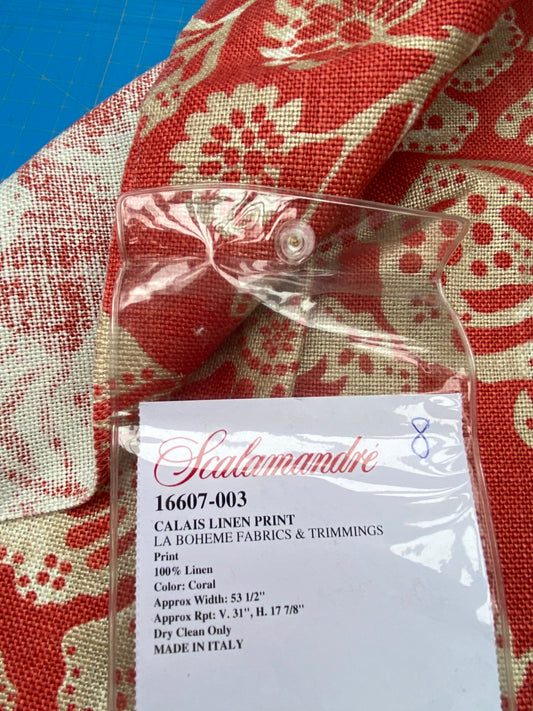 Scalamandré
8
16607-003
CALAIS LINEN PRINT
LA BOHEME FABRICS & TRIMMINGS
Print
100% Linen
Color: Coral
Approx Width: 53 1/2"
Approx Rpt: V. 31", H. 17 7/8"
Dry Clean Only
MADE IN ITALY